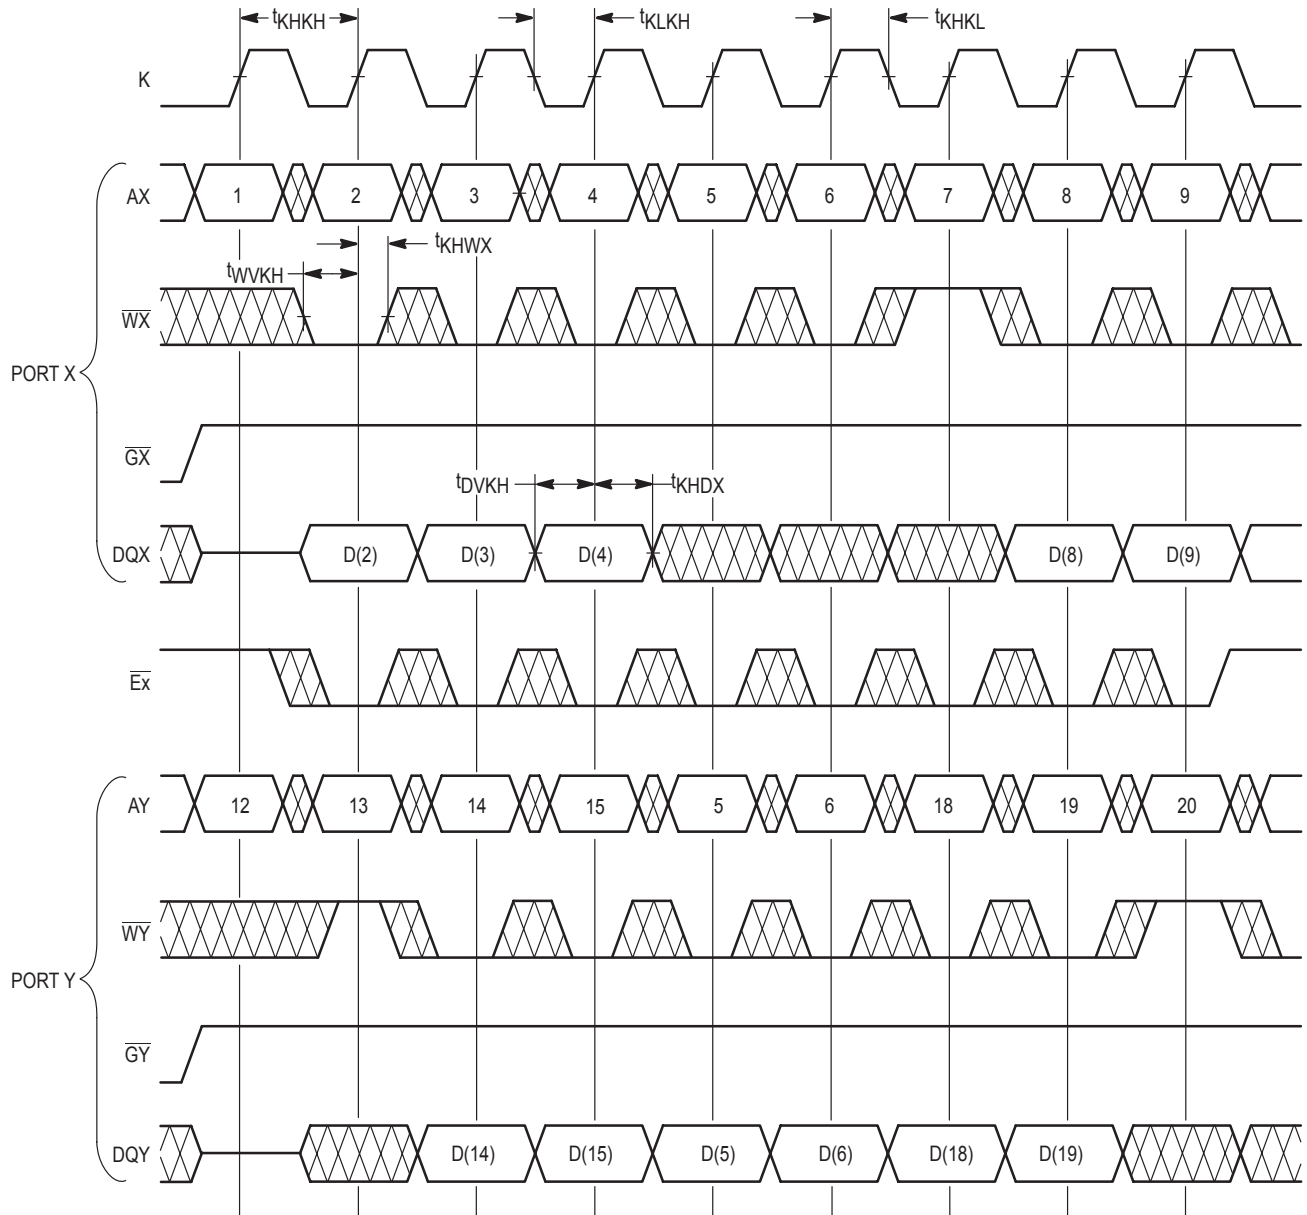 tKHKH tKLKH tKHKL
K
AX 1 2 3 4 5 6 7 8 9
tKHWX
tWVKH
WX
PORT X
GX
tDVKH tKHDX
DQX D(2) D(3) D(4) D(8) D(9)
Ex
AY 12 13 14 15 5 6 18 19 20
WY
PORT Y
GY
DQY D(14) D(15) D(5) D(6) D(18) D(19)